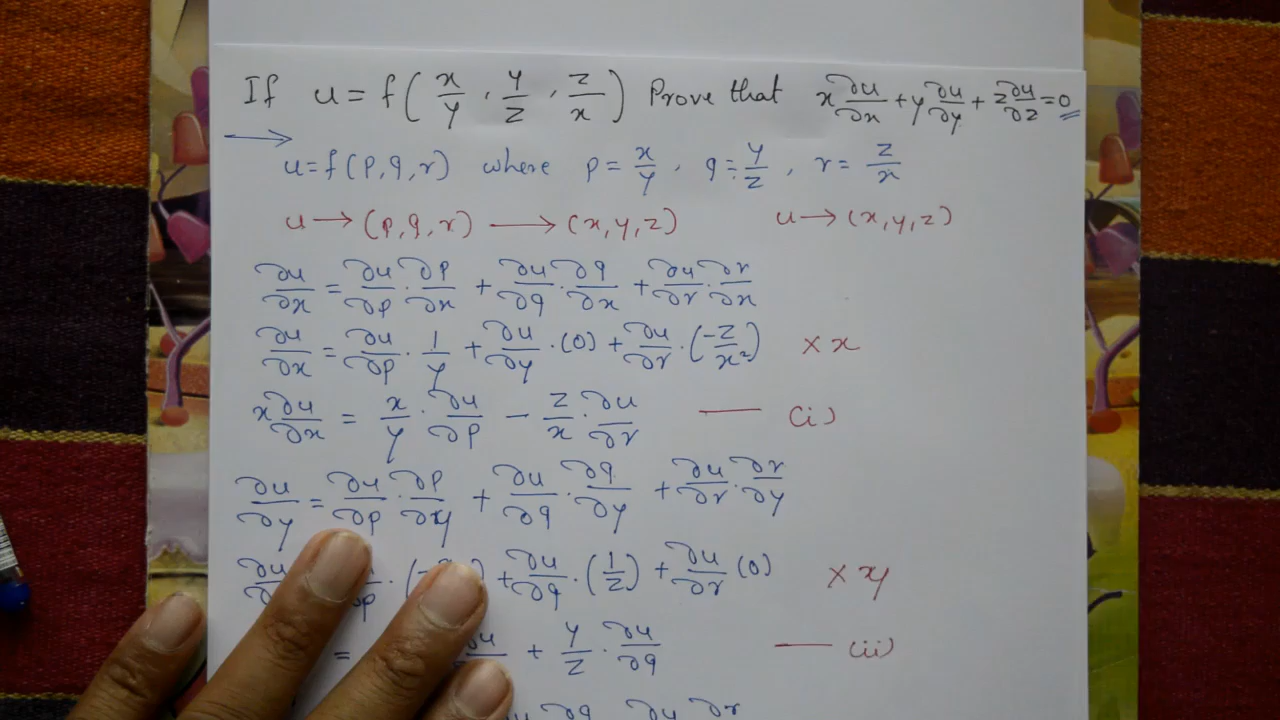 If u = f(x/y, y/z, z/x) Prove that x ∂u/∂x + y ∂u/∂y + z ∂u/∂z = 0
u = f(p, q, r) where p = x/y, q = y/z, r = z/x
u → (p, q, r) → (x, y, z) u → (x, y, z)
∂u/∂x = ∂u/∂p · ∂p/∂x + ∂u/∂q · ∂q/∂x + ∂u/∂r · ∂r/∂x
∂u/∂x = ∂u/∂p · 1/y + ∂u/∂y · (0) + ∂u/∂r · (-z/x²) × x
x ∂u/∂x = x/y · ∂u/∂p - z/x · ∂u/∂r — (i)
∂u/∂y = ∂u/∂p · ∂p/∂y + ∂u/∂q · ∂q/∂y + ∂u/∂r · ∂r/∂y
∂u/ ∂p · (- + ∂u/∂q · (1/z) + ∂u/∂r (0) × y
= ∂u + y/z · ∂u/∂q — (ii)
∂q ∂u ∂r